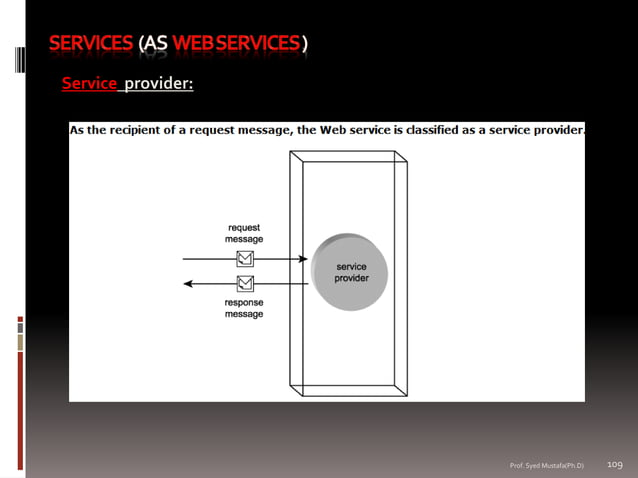 SERVICES (AS WEB SERVICES)
Service provider:
As the recipient of a request message, the Web service is classified as a service provider.
request
message
service
provider
response
message
Prof. Syed Mustafa(Ph.D)
109